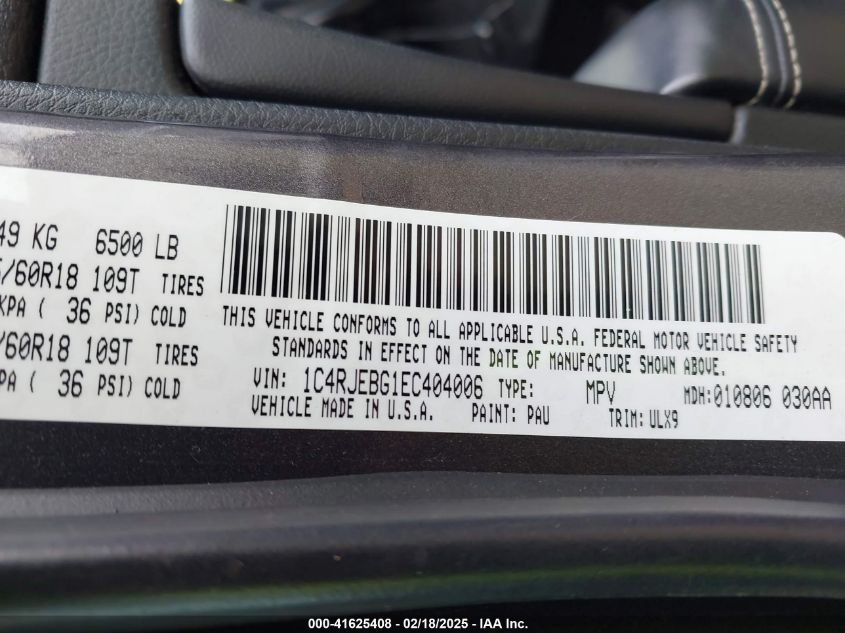 49 KG 6500 LB
/60R18 109T TIRES
KPA ( 36 PSI) COLD
/60R18 109T TIRES
PA ( 36 PSI) COLD
THIS VEHICLE CONFORMS TO ALL APPLICABLE U.S.A. FEDERAL MOTOR VEHICLE SAFETY
STANDARDS IN EFFECT ON THE DATE OF MANUFACTURE SHOWN ABOVE.
VIN: 1C4RJEBG1EC404006 TYPE: MPV MDH:010806 030AA
VEHICLE MADE IN U.S.A. PAINT: PAU TRIM: ULX9
000-41625408 - 02/18/2025 - IAA Inc.